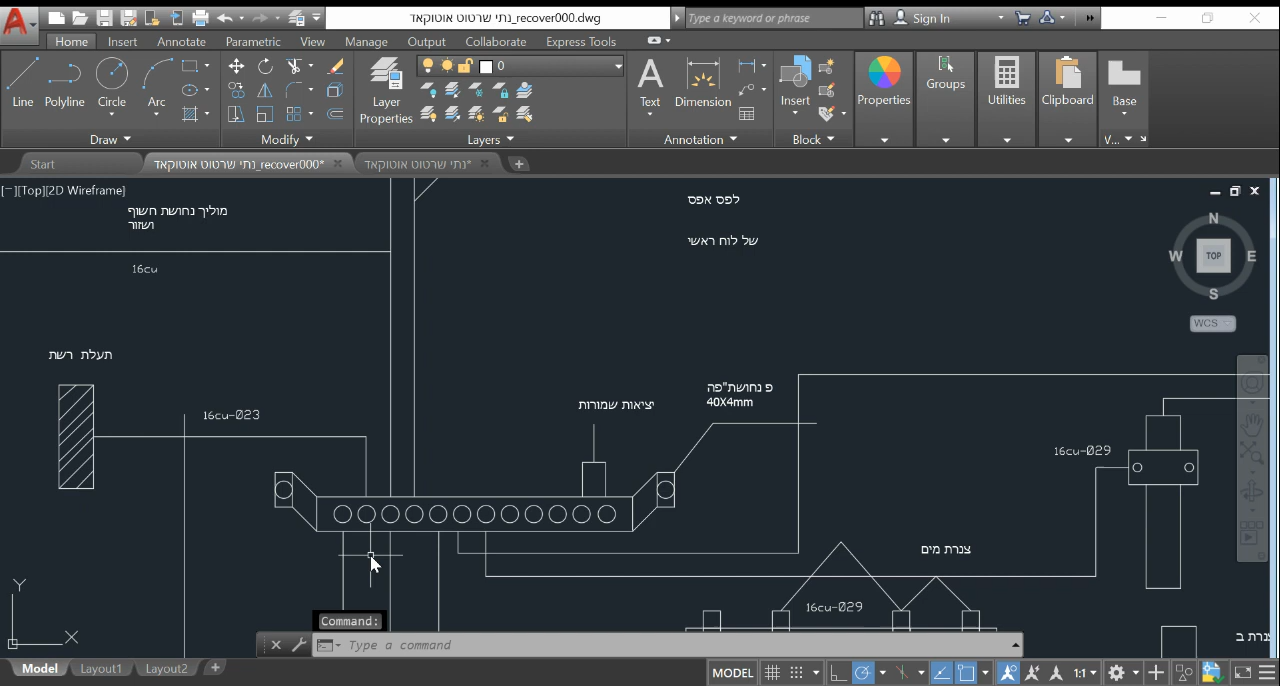 נתי שרטוט אוטוקאד_recover000.dwg
Type a keyword or phrase
Sign In
Home Insert Annotate Parametric View Manage Output Collaborate Express Tools
0
Line Polyline Circle Arc
Layer Properties
Text Dimension
Insert
Properties Groups Utilities Clipboard Base
Draw Modify Layers Annotation Block V...
Start
נתי שרטוט אוטוקאד_recover000*
נתי שרטוט אוטוקאד*
[−][Top][2D Wireframe]
מוליך נחושת חשוף
ושזור
16cu
לפס אפס
של לוח ראשי
N
W TOP E
S
WCS
תעלת רשת
16cu-Ø23
יציאות שמורות
פ נחושת"פה
40X4mm
16cu-Ø29
צנרת מים
16cu-Ø29
צנרת ב
Y
X
Command:
Type a command
Model Layout1 Layout2
MODEL
1:1